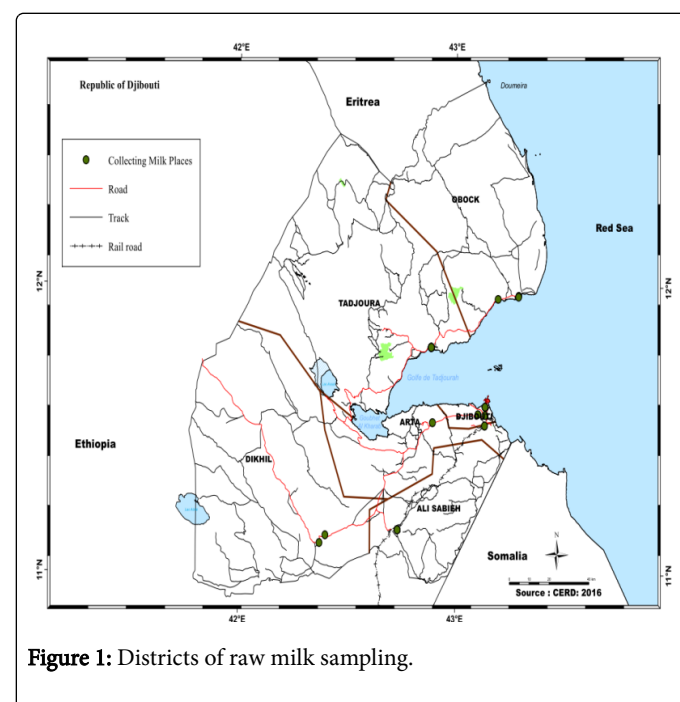 42°E
43°E
Republic of Djibouti
Doumeira
Eritrea
Collecting Milk Places
Road
OBOCK
Track
Red Sea
Rail road
12°N
12°N
TADJOURA
Golfe de Tadjourah
ARTA
DJIBOUTI
Ethiopia
DIKHIL
ALI SABIEH
Somalia
N
11°N
11°N
Source : CERD: 2016
42°E
43°E
Figure 1: Districts of raw milk sampling.